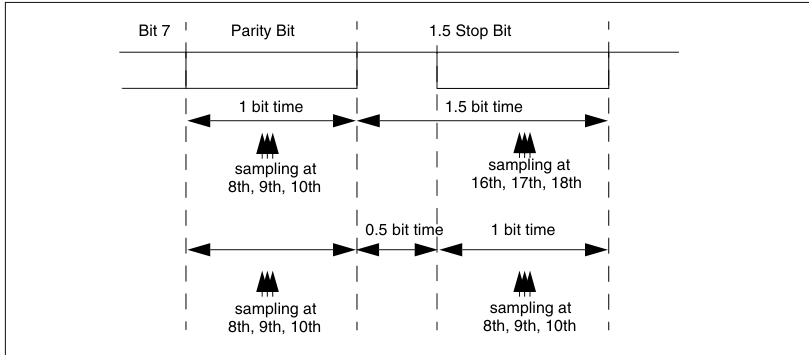 Bit 7 Parity Bit 1.5 Stop Bit
1 bit time 1.5 bit time
sampling at
8th, 9th, 10th
sampling at
16th, 17th, 18th
0.5 bit time 1 bit time
sampling at
8th, 9th, 10th
sampling at
8th, 9th, 10th